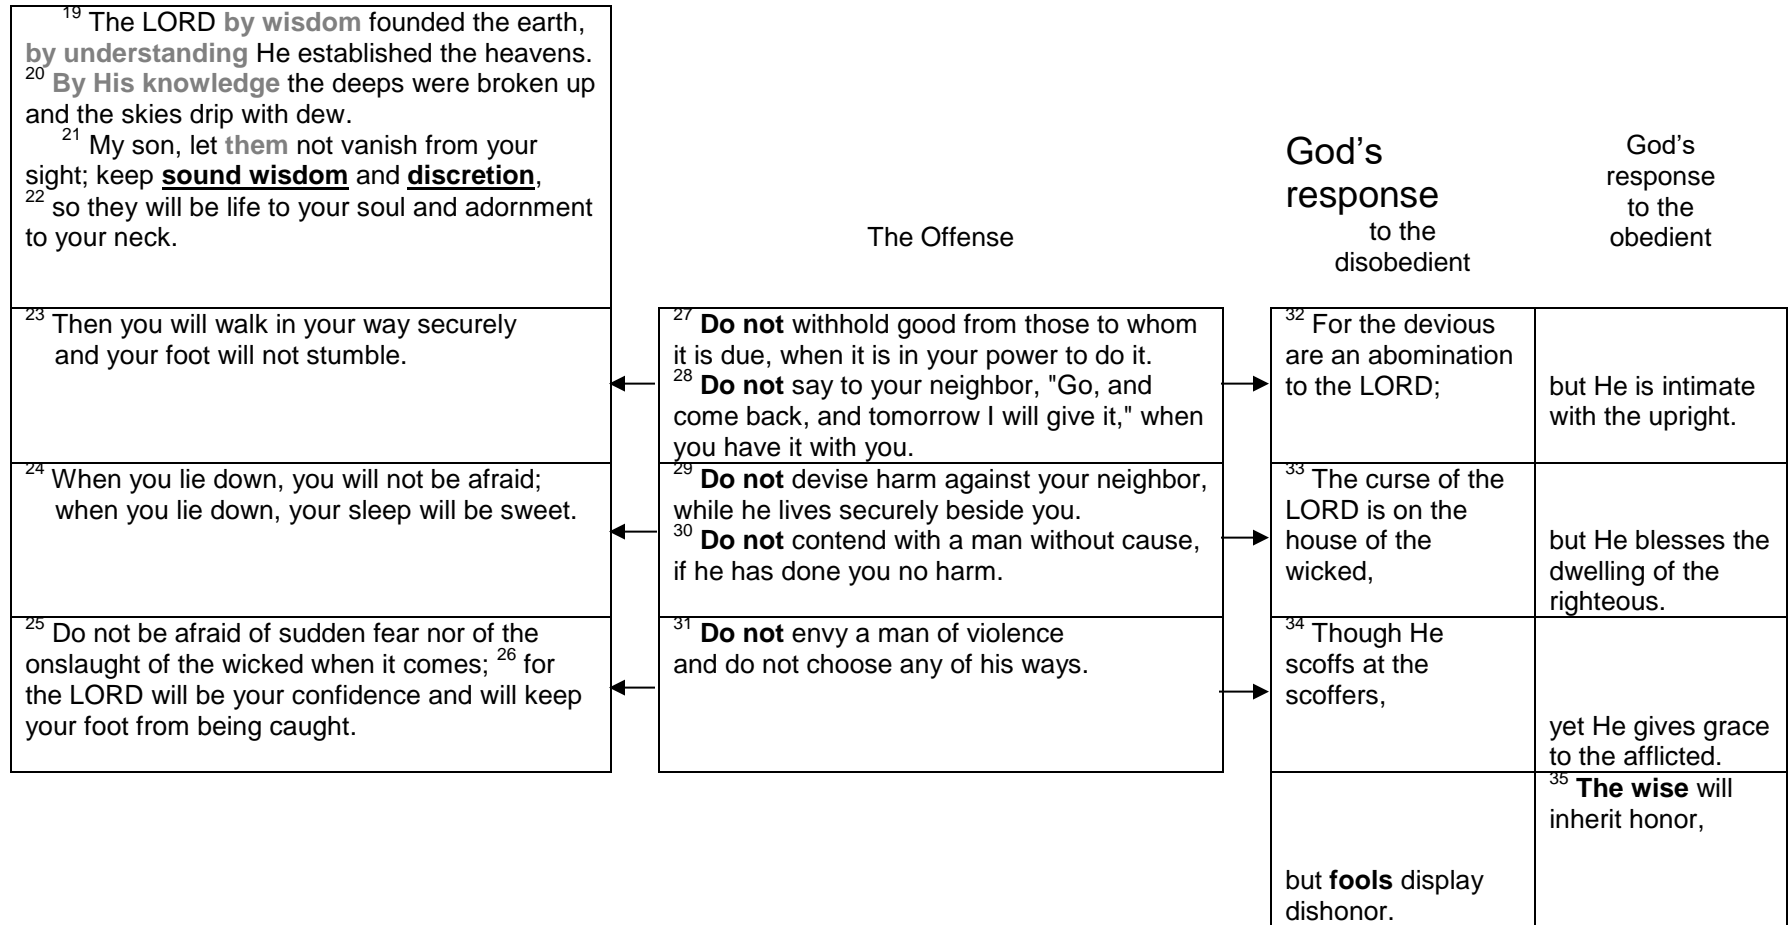 19 The LORD by wisdom founded the earth,
by understanding He established the heavens.
20 By His knowledge the deeps were broken up
and the skies drip with dew.
21 My son, let them not vanish from your
sight; keep sound wisdom and discretion,
22 so they will be life to your soul and adornment
to your neck.
The Offense
God's
response
to the
disobedient
God's
response
to the
obedient
23 Then you will walk in your way securely
and your foot will not stumble.
27 Do not withhold good from those to whom
it is due, when it is in your power to do it.
28 Do not say to your neighbor, "Go, and
come back, and tomorrow I will give it," when
you have it with you.
32 For the devious
are an abomination
to the LORD;
but He is intimate
with the upright.
24 When you lie down, you will not be afraid;
when you lie down, your sleep will be sweet.
29 Do not devise harm against your neighbor,
while he lives securely beside you.
30 Do not contend with a man without cause,
if he has done you no harm.
33 The curse of the
LORD is on the
house of the
wicked,
but He blesses the
dwelling of the
righteous.
25 Do not be afraid of sudden fear nor of the
onslaught of the wicked when it comes; 26 for
the LORD will be your confidence and will keep
your foot from being caught.
31 Do not envy a man of violence
and do not choose any of his ways.
34 Though He
scoffs at the
scoffers,
yet He gives grace
to the afflicted.
35 The wise will
inherit honor,
but fools display
dishonor.